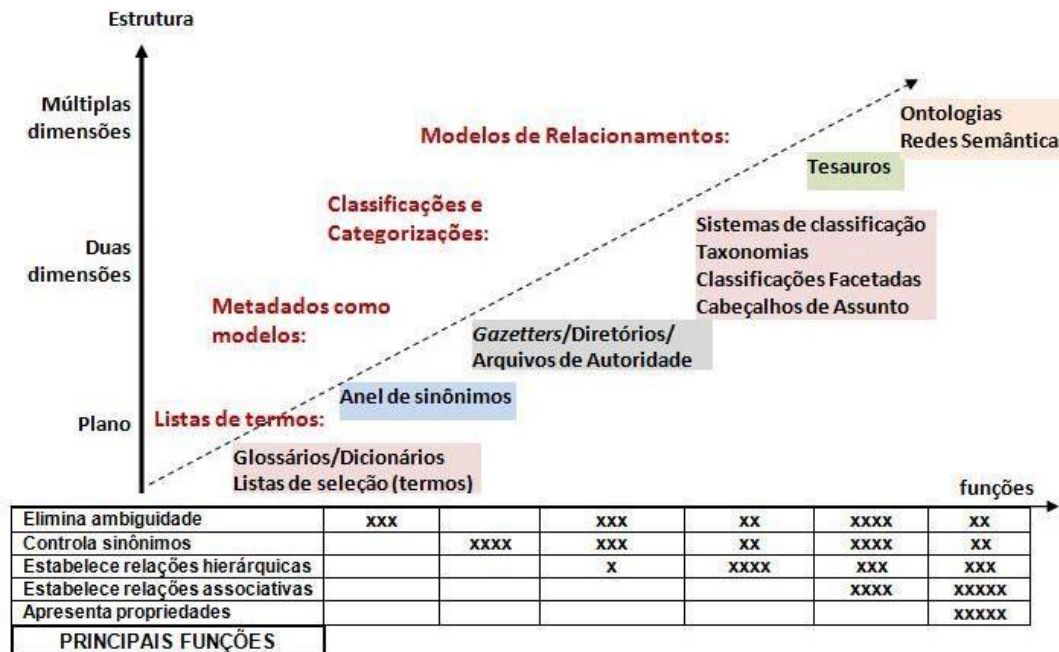 Estrutura
Múltiplas
dimensões
Ontologias
Redes Semântica
Modelos de Relacionamentos:
Tesauros
Classificações e
Categorizações:
Sistemas de classificação
Taxonomias
Classificações Facetadas
Cabeçalhos de Assunto
Duas
dimensões
Metadados como
modelos:
Gazetters/Diretórios/
Arquivos de Autoridade
Anel de sinônimos
Plano
Listas de termos:
Glossários/Dicionários
Listas de seleção (termos)
funções
Elimina ambiguidade xxx xxx xx xxxx xx
Controla sinônimos xxxx xxx xx xxxx xx
Estabelece relações hierárquicas x xxxx xxx xxx
Estabelece relações associativas xxxx xxxxx
Apresenta propriedades xxxxx
PRINCIPAIS FUNÇÕES